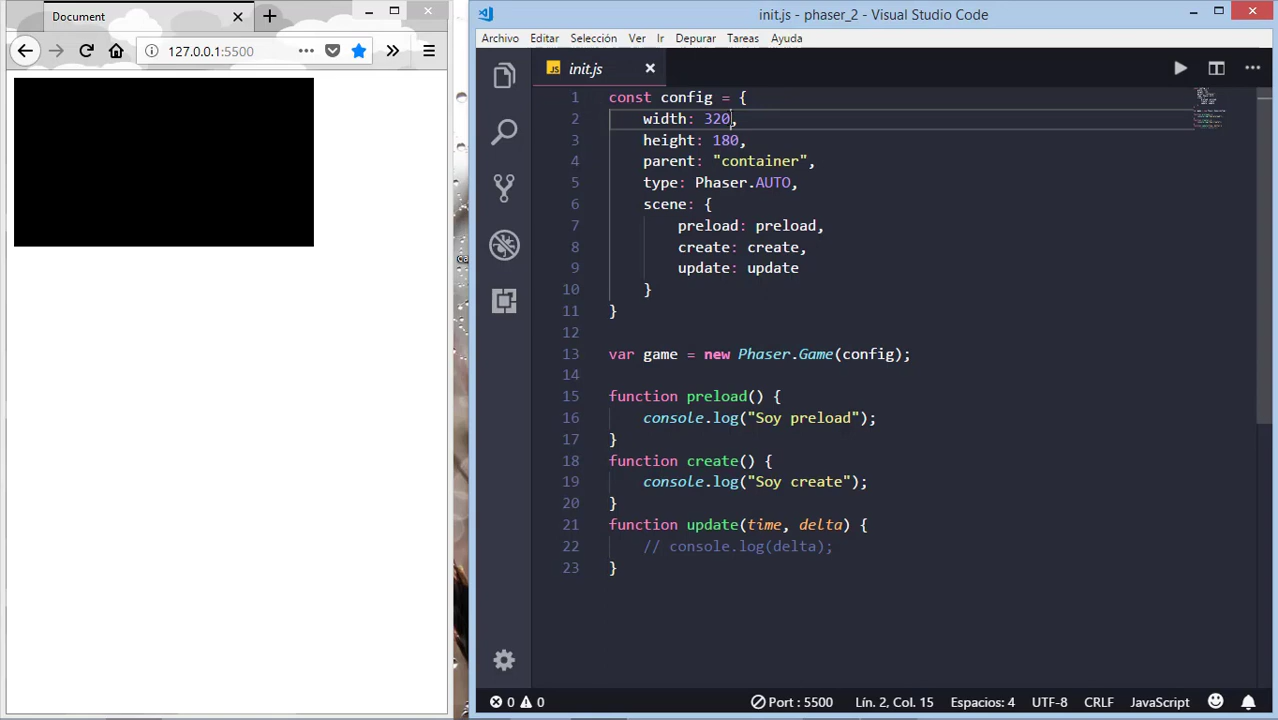 Document
127.0.0.1:5500
init.js - phaser_2 - Visual Studio Code
Archivo Editar Selección Ver Ir Depurar Tareas Ayuda
JS init.js
1 const config = {
2 width: 320,
3 height: 180,
4 parent: "container",
5 type: Phaser.AUTO,
6 scene: {
7 preload: preload,
8 create: create,
9 update: update
10 }
11 }
12
13 var game = new Phaser.Game(config);
14
15 function preload() {
16 console.log("Soy preload");
17 }
18 function create() {
19 console.log("Soy create");
20 }
21 function update(time, delta) {
22 // console.log(delta);
23 }
0 0 Port : 5500 Lín. 2, Col. 15 Espacios: 4 UTF-8 CRLF JavaScript